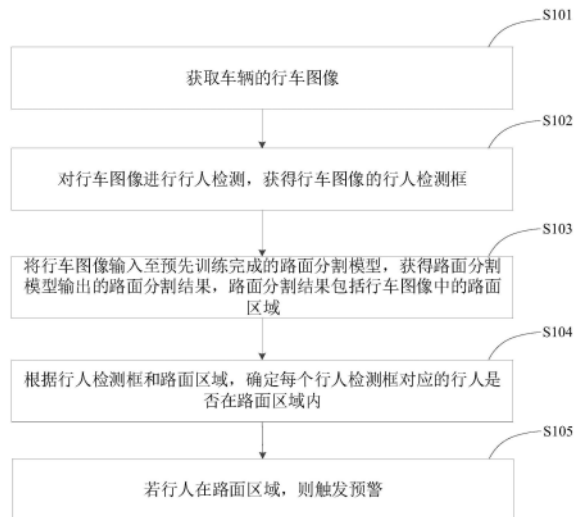 S101
获取车辆的行车图像
S102
对行车图像进行行人检测，获得行车图像的行人检测框
S103
将行车图像输入至预先训练完成的路面分割模型，获得路面分割
模型输出的路面分割结果，路面分割结果包括行车图像中的路面
区域
S104
根据行人检测框和路面区域，确定每个行人检测框对应的行人是
否在路面区域内
S105
若行人在路面区域，则触发预警